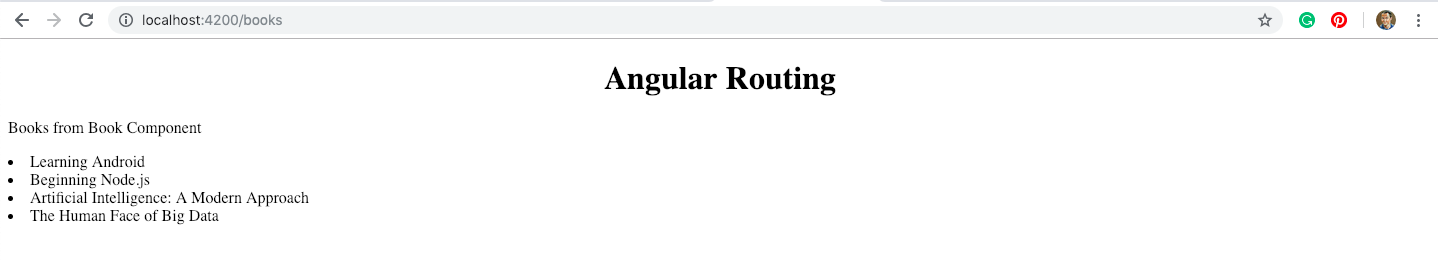 localhost:4200/books
Angular Routing
Books from Book Component
Learning Android
Beginning Node.js
Artificial Intelligence: A Modern Approach
The Human Face of Big Data